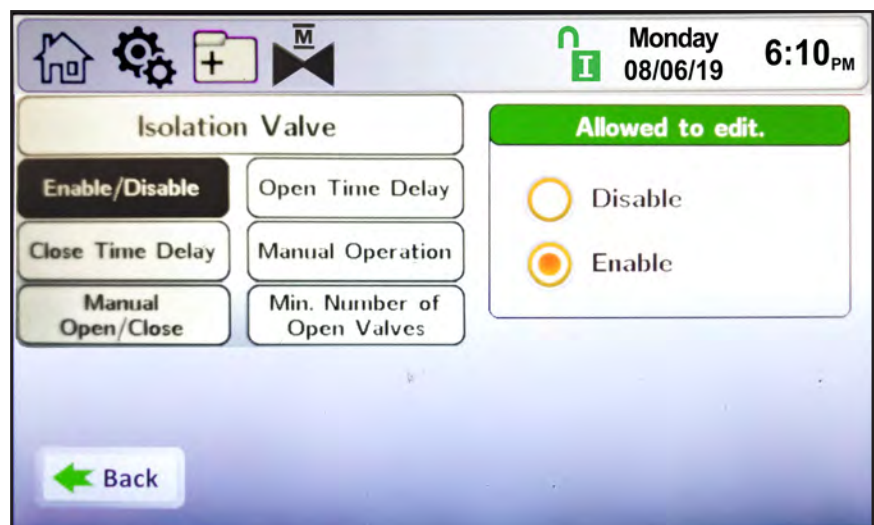 M
I
Monday
08/06/19
6:10PM
Isolation Valve
Allowed to edit.
Enable/Disable
Open Time Delay
Disable
Close Time Delay
Manual Operation
Enable
Manual
Open/Close
Min. Number of
Open Valves
Back